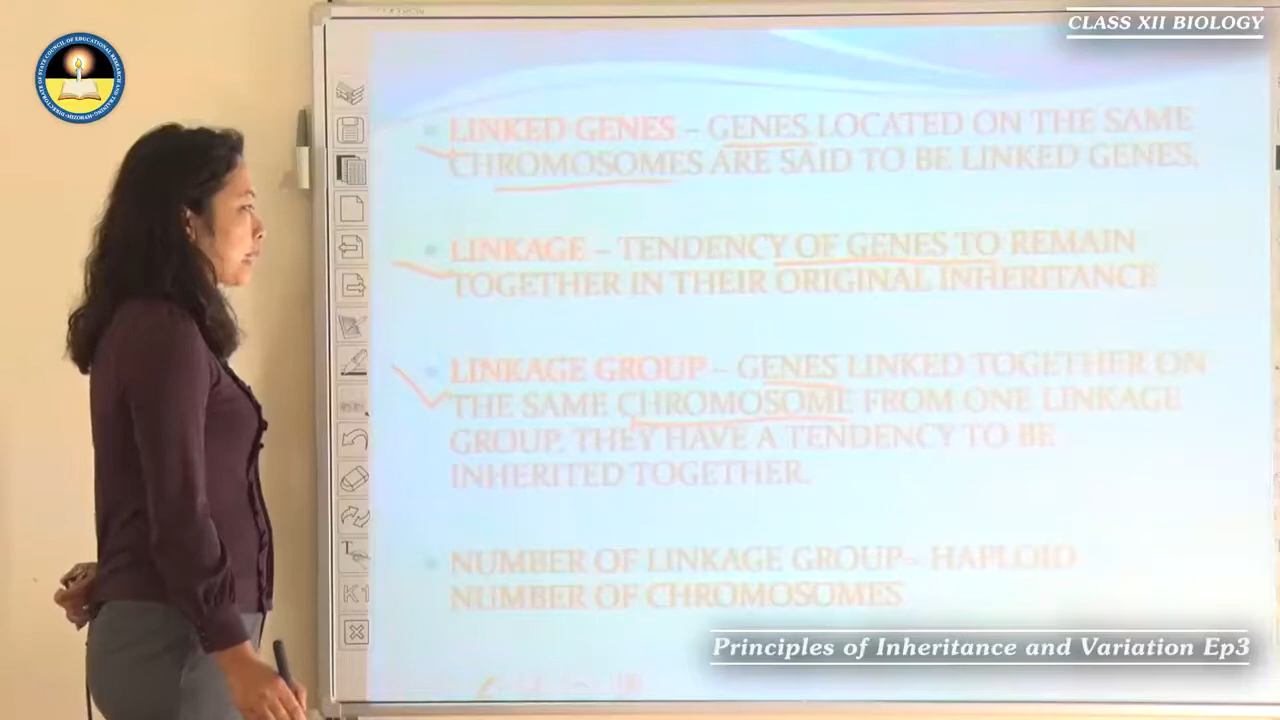 CLASS XII BIOLOGY
LINKED GENES – GENES LOCATED ON THE SAME
CHROMOSOMES ARE SAID TO BE LINKED GENES.
LINKAGE – TENDENCY OF GENES TO REMAIN
TOGETHER IN THEIR ORIGINAL INHERITANCE
LINKAGE GROUP – GENES LINKED TOGETHER ON
THE SAME CHROMOSOME FROM ONE LINKAGE
GROUP. THEY HAVE A TENDENCY TO BE
INHERITED TOGETHER.
NUMBER OF LINKAGE GROUP– HAPLOID
NUMBER OF CHROMOSOMES
K1
Principles of Inheritance and Variation Ep3